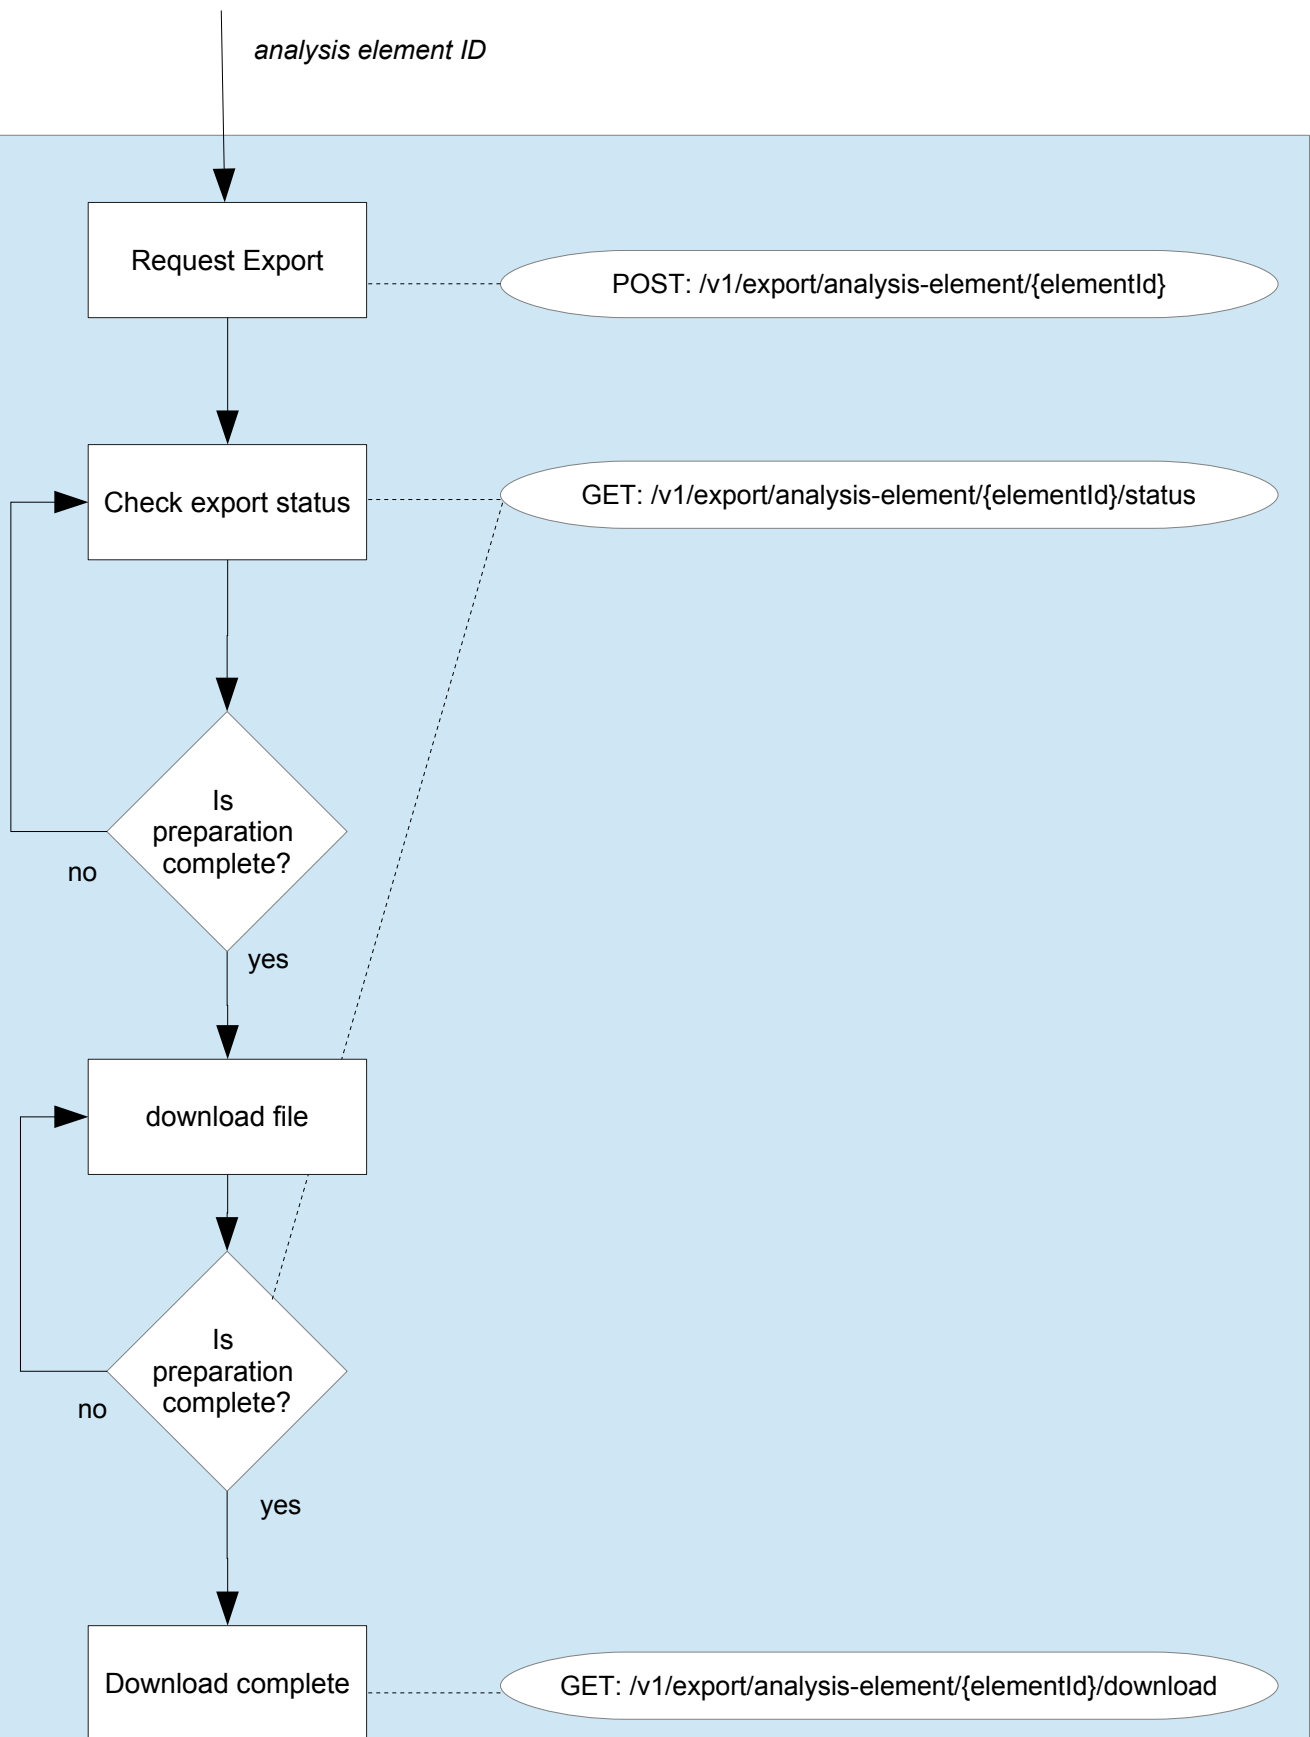 analysis element ID
Request Export
POST: /v1/export/analysis-element/{elementId}
Check export status
GET: /v1/export/analysis-element/{elementId}/status
Is
preparation
complete?
no
yes
download file
Is
preparation
complete?
no
yes
Download complete
GET: /v1/export/analysis-element/{elementId}/download